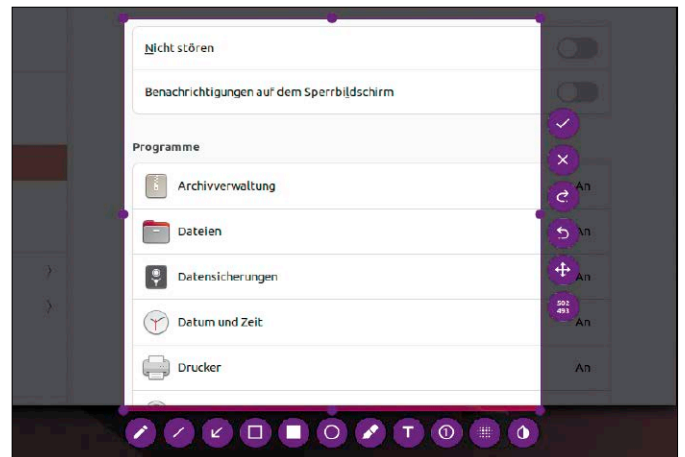 Nicht stören
Benachrichtigungen auf dem Sperrbildschirm
Programme
Archivverwaltung An
Dateien An
Datensicherungen An
502
493
Datum und Zeit An
Drucker An
T
1